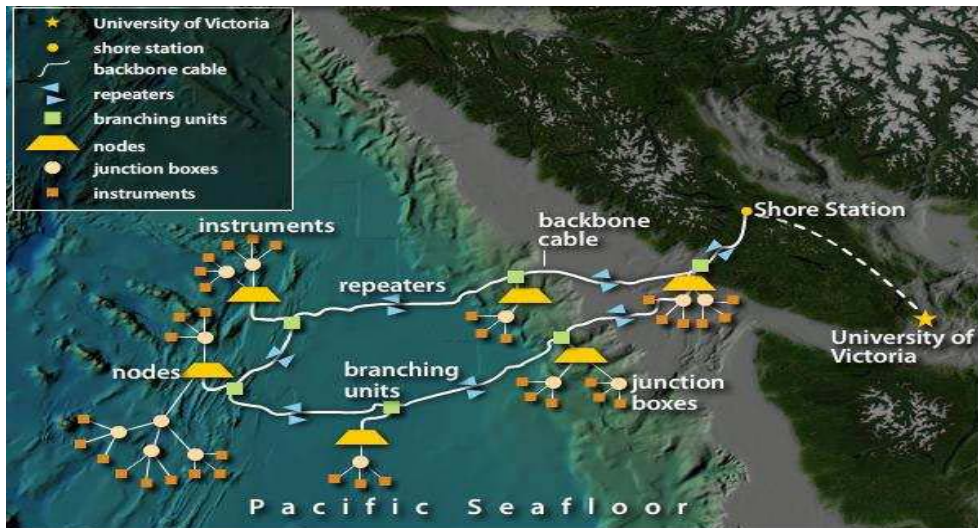 University of Victoria
shore station
backbone cable
repeaters
branching units
nodes
junction boxes
instruments
Shore Station
instruments
backbone
cable
repeaters
University of
Victoria
nodes
branching
units
junction
boxes
Pacific Seafloor